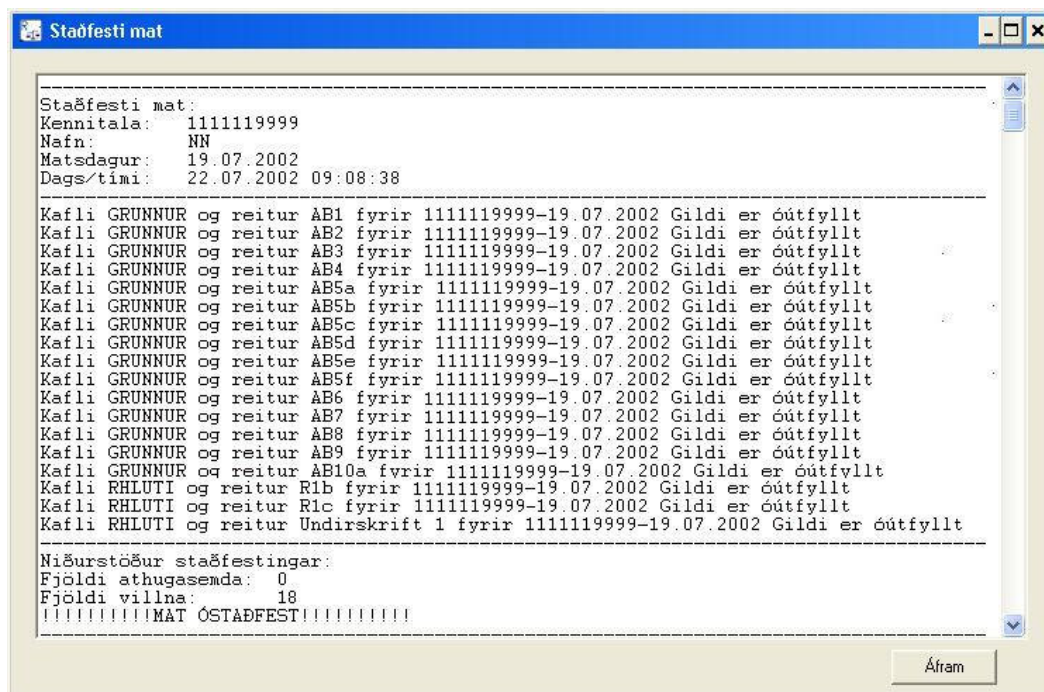 Staðfesti mat
Staðfesti mat:
Kennitala: 1111119999
Nafn: NN
Matsdagur: 19.07.2002
Dags/tími: 22.07.2002 09:08:38
Kafli GRUNNUR og reitur AB1 fyrir 1111119999-19.07.2002 Gildi er óútfyllt
Kafli GRUNNUR og reitur AB2 fyrir 1111119999-19.07.2002 Gildi er óútfyllt
Kafli GRUNNUR og reitur AB3 fyrir 1111119999-19.07.2002 Gildi er óútfyllt
Kafli GRUNNUR og reitur AB4 fyrir 1111119999-19.07.2002 Gildi er óútfyllt
Kafli GRUNNUR og reitur AB5a fyrir 1111119999-19.07.2002 Gildi er óútfyllt
Kafli GRUNNUR og reitur AB5b fyrir 1111119999-19.07.2002 Gildi er óútfyllt
Kafli GRUNNUR og reitur AB5c fyrir 1111119999-19.07.2002 Gildi er óútfyllt
Kafli GRUNNUR og reitur AB5d fyrir 1111119999-19.07.2002 Gildi er óútfyllt
Kafli GRUNNUR og reitur AB5e fyrir 1111119999-19.07.2002 Gildi er óútfyllt
Kafli GRUNNUR og reitur AB5f fyrir 1111119999-19.07.2002 Gildi er óútfyllt
Kafli GRUNNUR og reitur AB6 fyrir 1111119999-19.07.2002 Gildi er óútfyllt
Kafli GRUNNUR og reitur AB7 fyrir 1111119999-19.07.2002 Gildi er óútfyllt
Kafli GRUNNUR og reitur AB8 fyrir 1111119999-19.07.2002 Gildi er óútfyllt
Kafli GRUNNUR og reitur AB9 fyrir 1111119999-19.07.2002 Gildi er óútfyllt
Kafli GRUNNUR og reitur AB10a fyrir 1111119999-19.07.2002 Gildi er óútfyllt
Kafli RHLUTI og reitur R1b fyrir 1111119999-19.07.2002 Gildi er óútfyllt
Kafli RHLUTI og reitur R1c fyrir 1111119999-19.07.2002 Gildi er óútfyllt
Kafli RHLUTI og reitur Undirskrift 1 fyrir 1111119999-19.07.2002 Gildi er óútfyllt
Niðurstöður staðfestingar:
Fjöldi athugasemda: 0
Fjöldi villna: 18
!!!!!!!!!!MAT ÓSTAÐFEST!!!!!!!!!!
Áfram